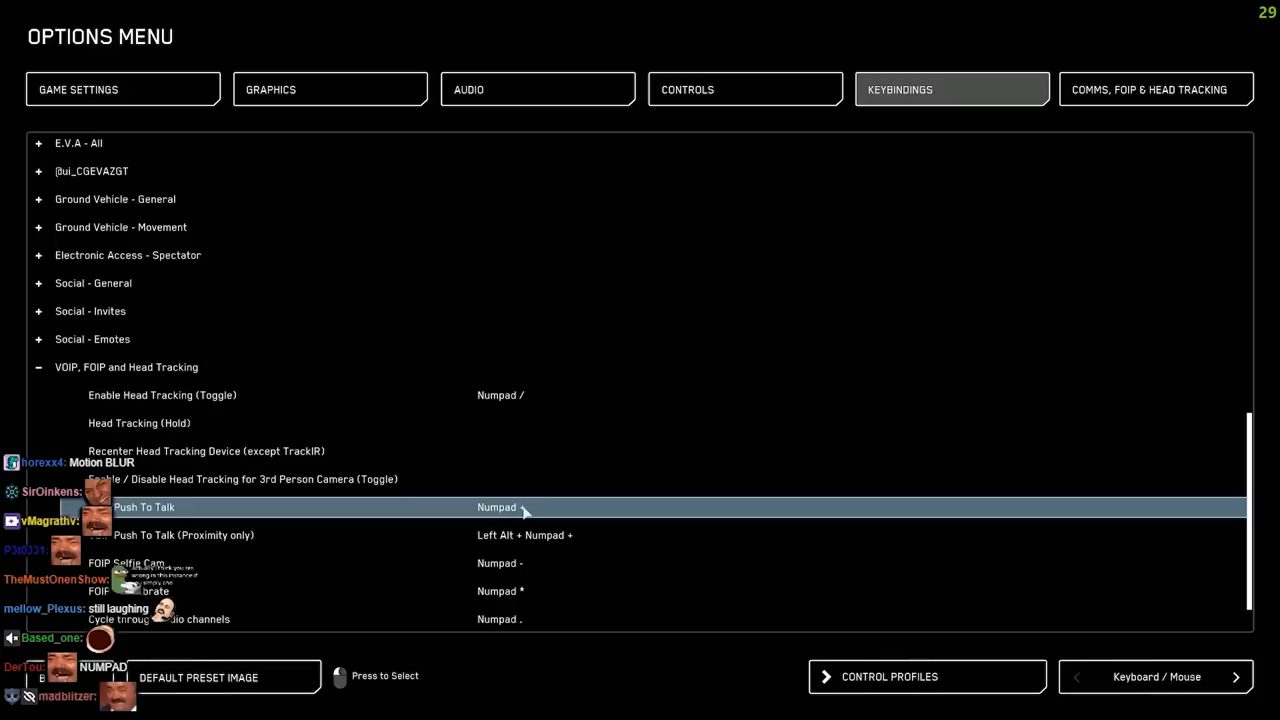 29
OPTIONS MENU
GAME SETTINGS
GRAPHICS
AUDIO
CONTROLS
KEYBINDINGS
COMMS, FOIP & HEAD TRACKING
+ E.V.A - All
+ @ui_CGEVAZGT
+ Ground Vehicle - General
+ Ground Vehicle - Movement
+ Electronic Access - Spectator
+ Social - General
+ Social - Invites
+ Social - Emotes
- VOIP, FOIP and Head Tracking
Enable Head Tracking (Toggle) Numpad /
Head Tracking (Hold)
Recenter Head Tracking Device (except TrackIR)
horexx4: Motion BLUR
/ Disable Head Tracking for 3rd Person Camera (Toggle)
SirOinkens:
Push To Talk Numpad +
vMagrathv:
Push To Talk (Proximity only) Left Alt + Numpad +
P3t0331:
FOIP Selfie Cam Numpad -
TheMustOnenShow:
FOIP brate Numpad *
mellow_Plexus: still laughing
Cycle throug dio channels Numpad .
Based_one:
DerTou: NUMPAD
madblitzer:
DEFAULT PRESET IMAGE
Press to Select
CONTROL PROFILES
Keyboard / Mouse